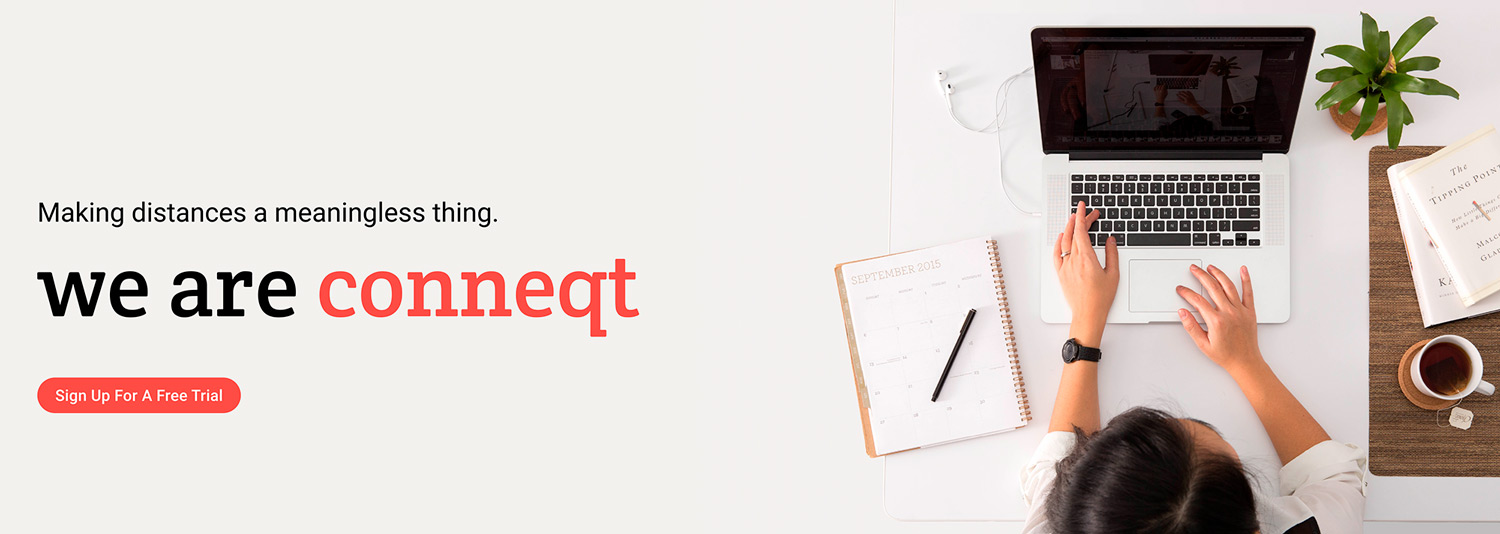 Making distances a meaningless thing.
we are conneqt
Sign Up For A Free Trial
SEPTEMBER 2015
The
TIPPING POINT